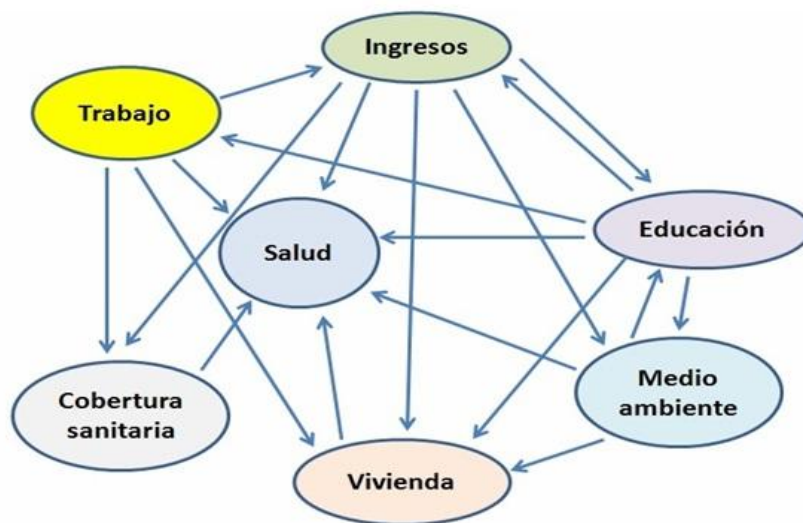 Ingresos
Trabajo
Educación
Salud
Medio
ambiente
Cobertura
sanitaria
Vivienda